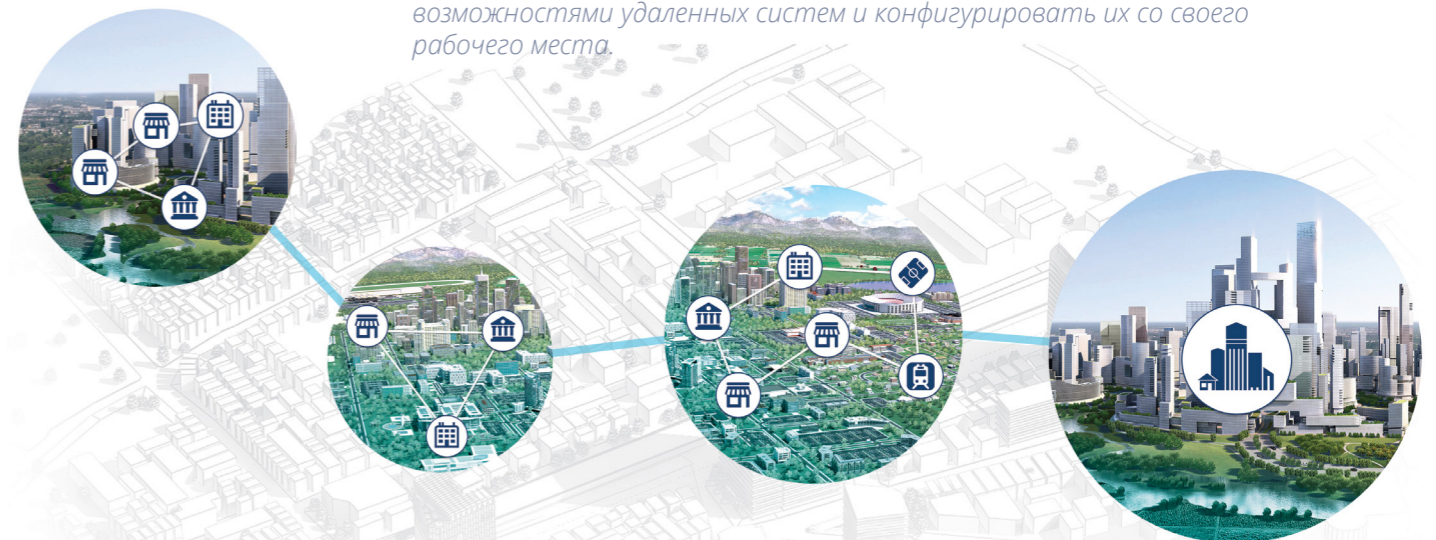 возможностями удаленных систем и конфигурировать их со своего
рабочего места.